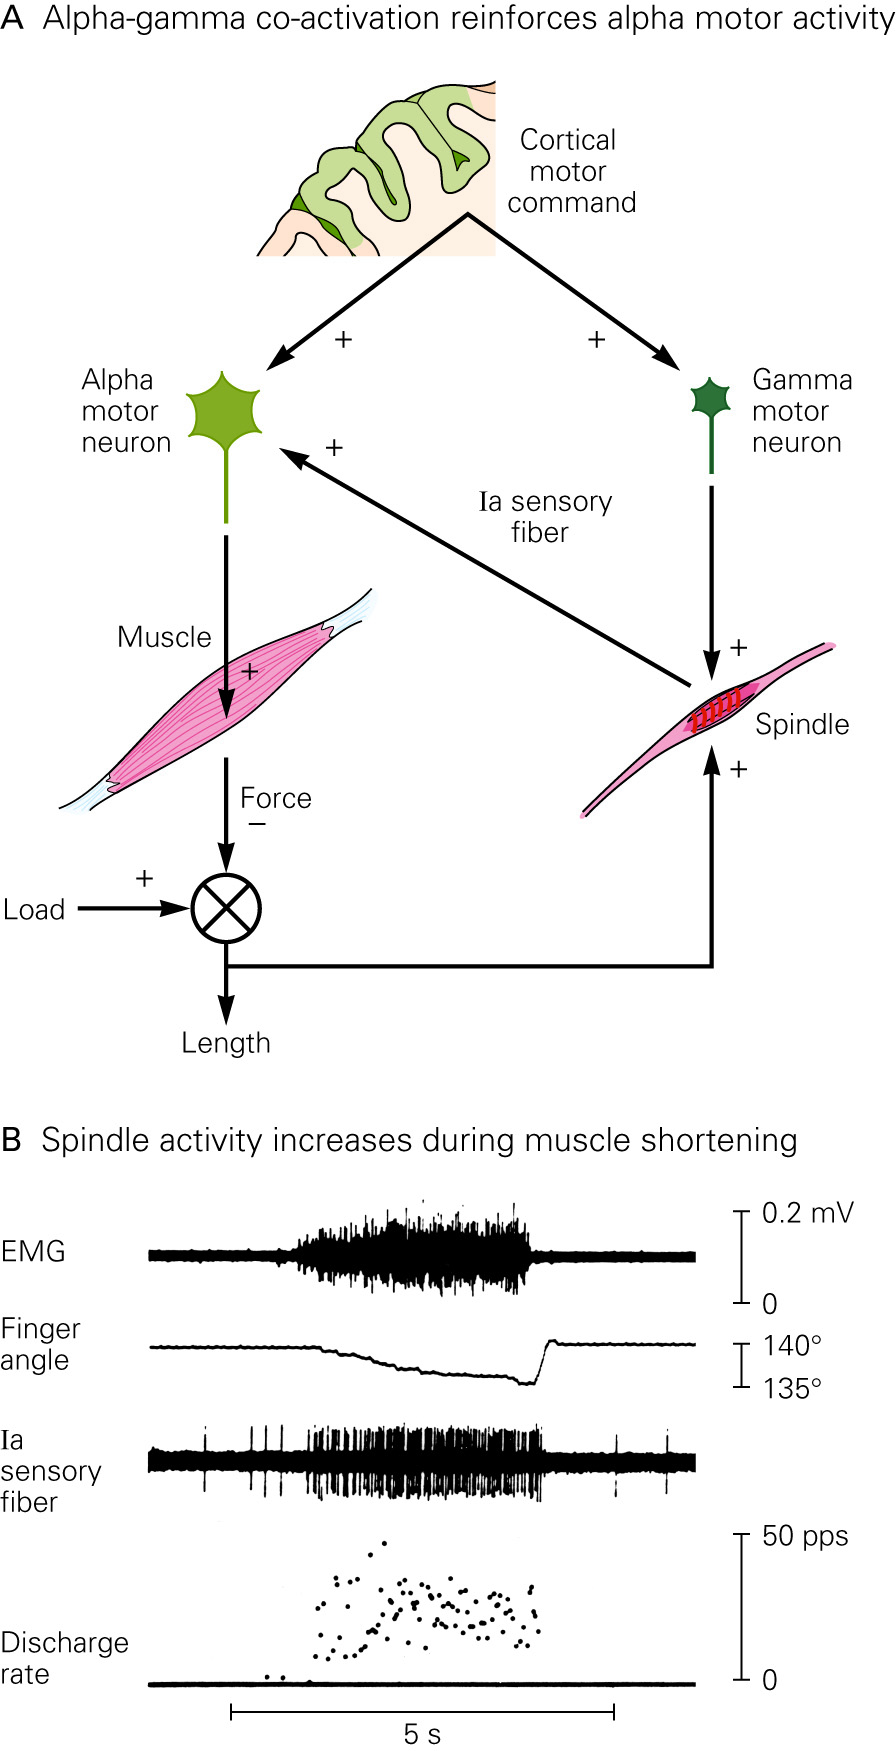 A Alpha-gamma co-activation reinforces alpha motor activity
Cortical
motor
command
+
+
Alpha
motor
neuron
Gamma
motor
neuron
+
Ia sensory
fiber
Muscle
+
+
Spindle
+
Force
−
+
Load
Length
B Spindle activity increases during muscle shortening
EMG
0.2 mV
0
Finger
angle
140°
135°
Ia
sensory
fiber
50 pps
Discharge
rate
0
5 s